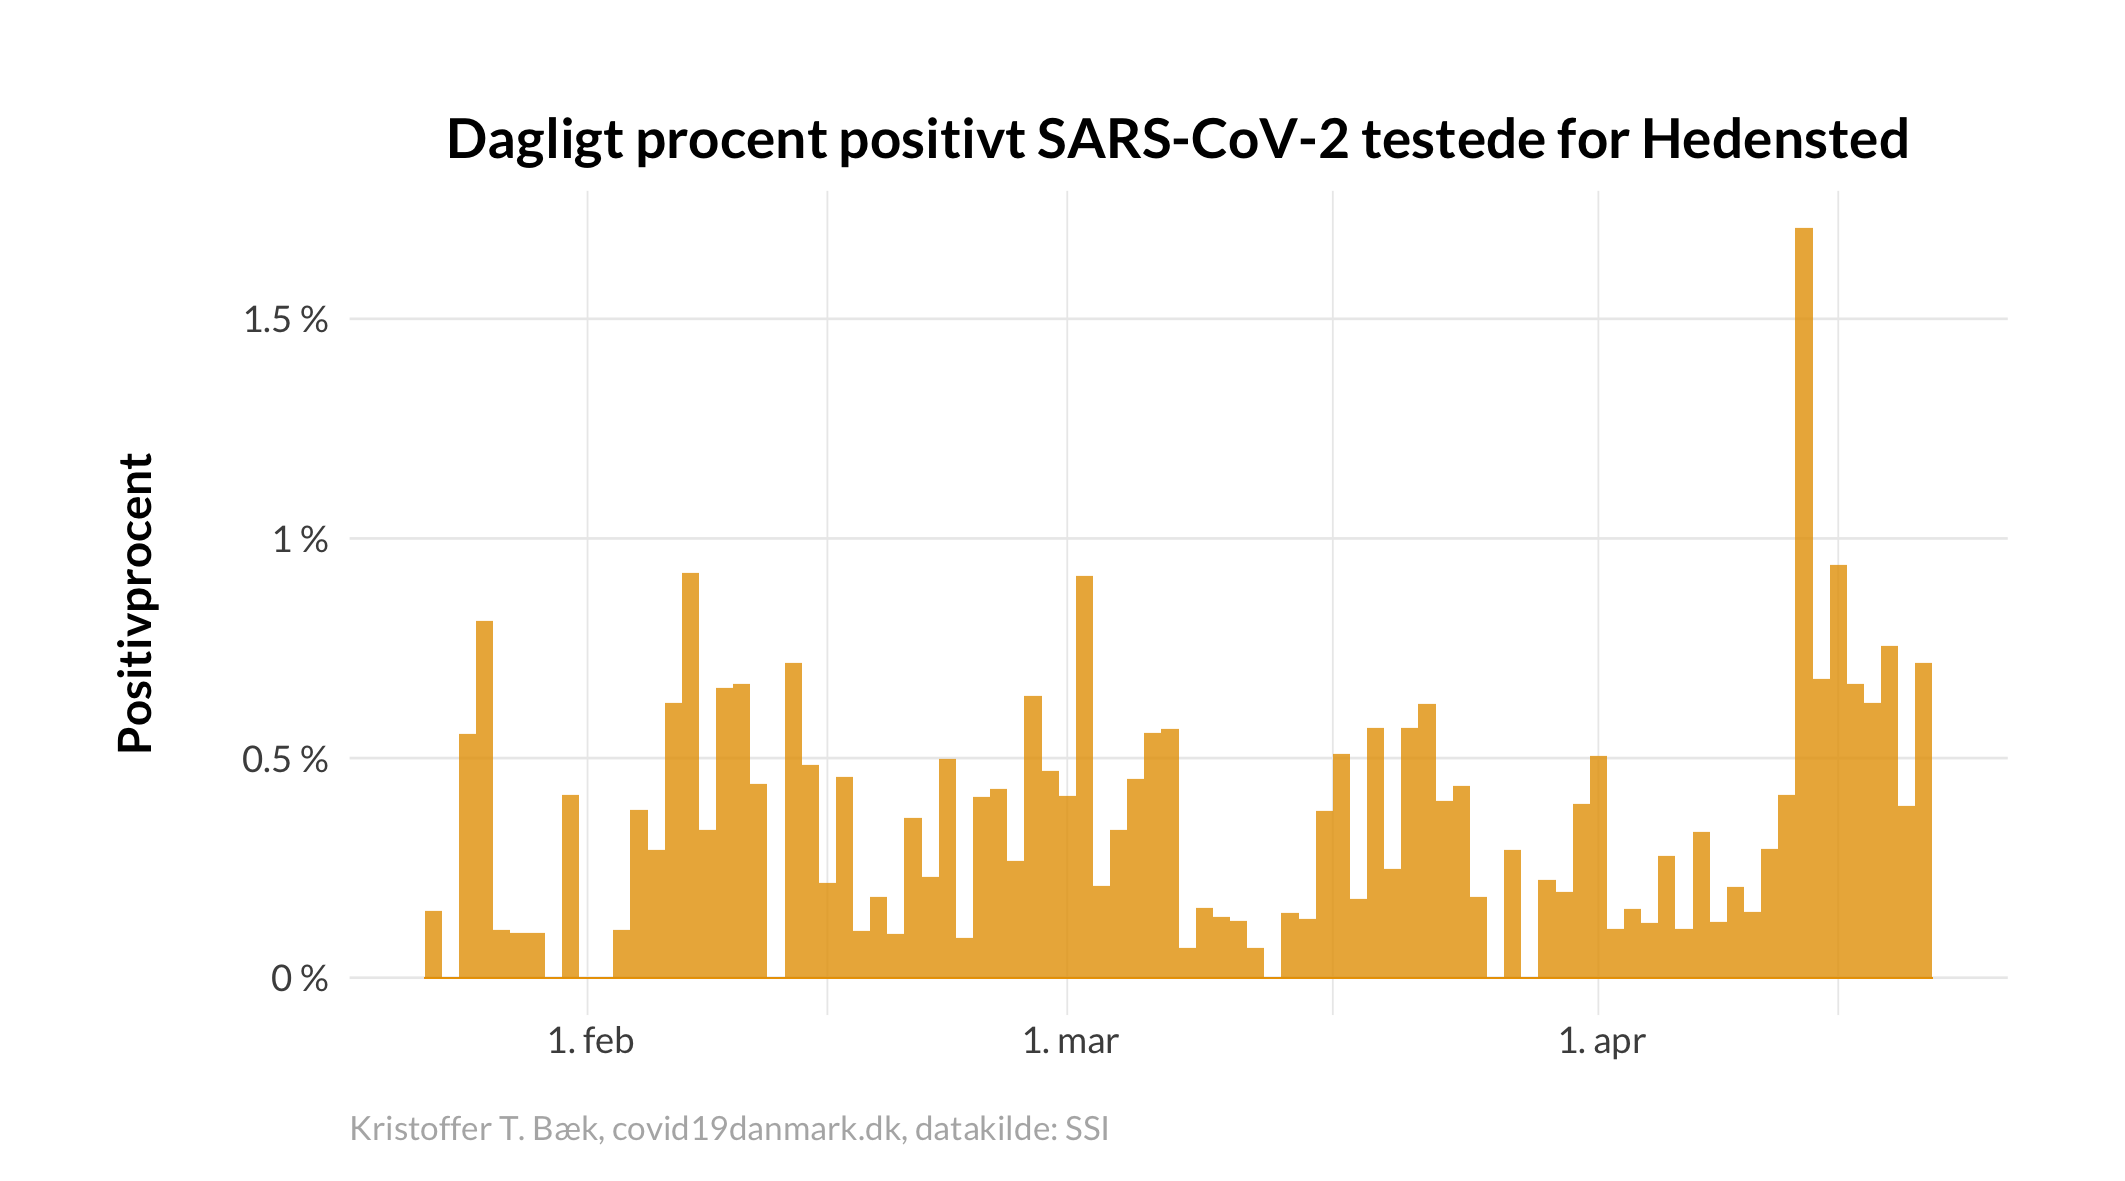 Dagligt procent positivt SARS-CoV-2 testede for Hedensted
Positivprocent
1.5 %
1 %
0.5 %
0 %
1. feb
1. mar
1. apr
Kristoffer T. Bæk, covid19danmark.dk, datakilde: SSI